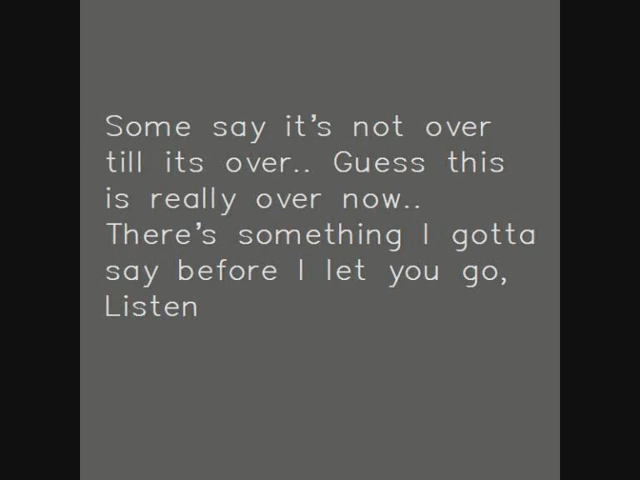 Some say it's not over
till its over.. Guess this
is really over now..
There's something I gotta
say before I let you go,
Listen